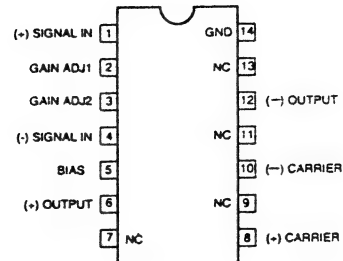 (+) SIGNAL IN 1
GND 14
GAIN ADJ1 2
NC 13
GAIN ADJ2 3
12 (—) OUTPUT
(-) SIGNAL IN 4
NC 11
BIAS 5
10 (—) CARRIER
(+) OUTPUT 6
NC 9
7 NC
8 (+) CARRIER